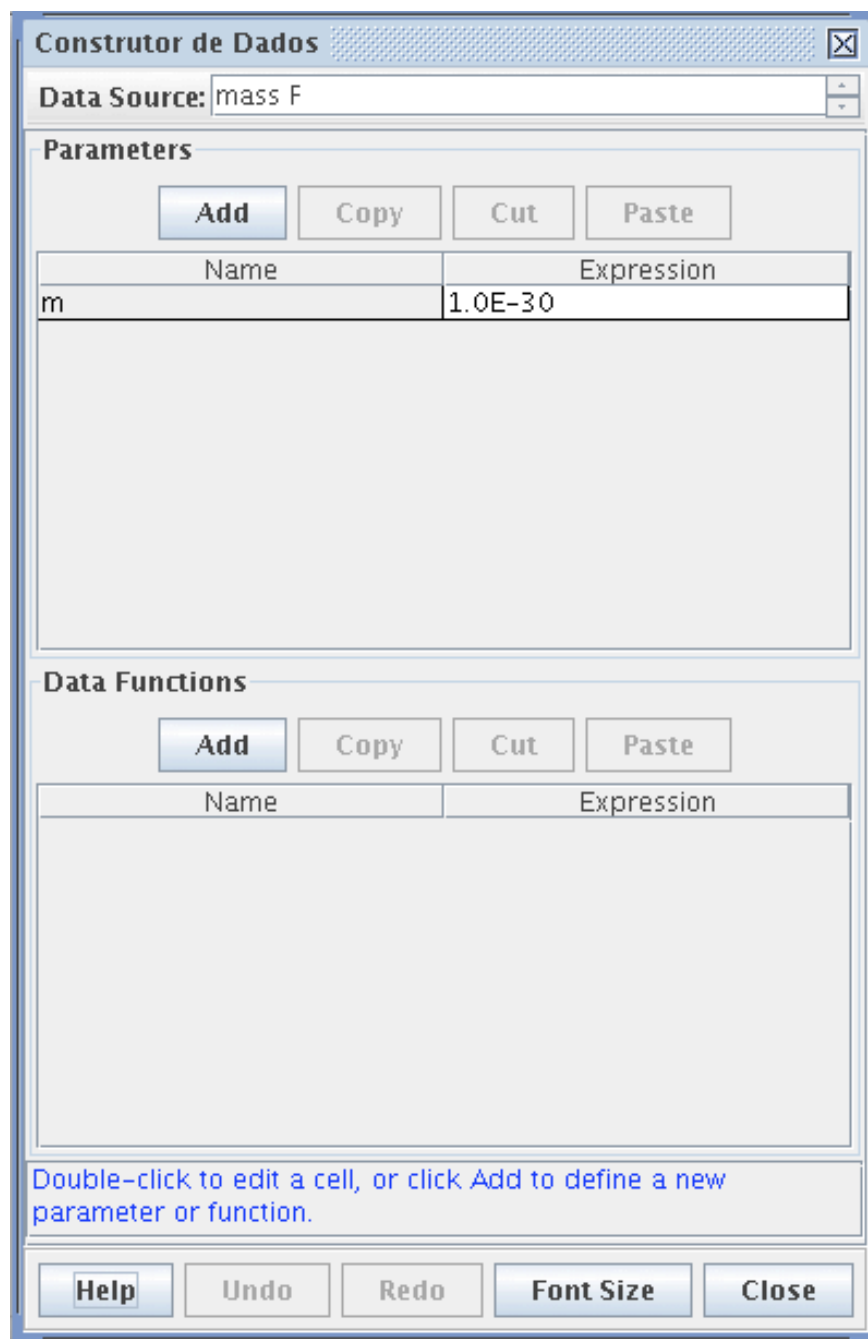 Construtor de Dados
Data Source: mass F
Parameters
Add Copy Cut Paste
Name Expression
m 1.0E-30
Data Functions
Add Copy Cut Paste
Name Expression
Double-click to edit a cell, or click Add to define a new
parameter or function.
Help Undo Redo Font Size Close